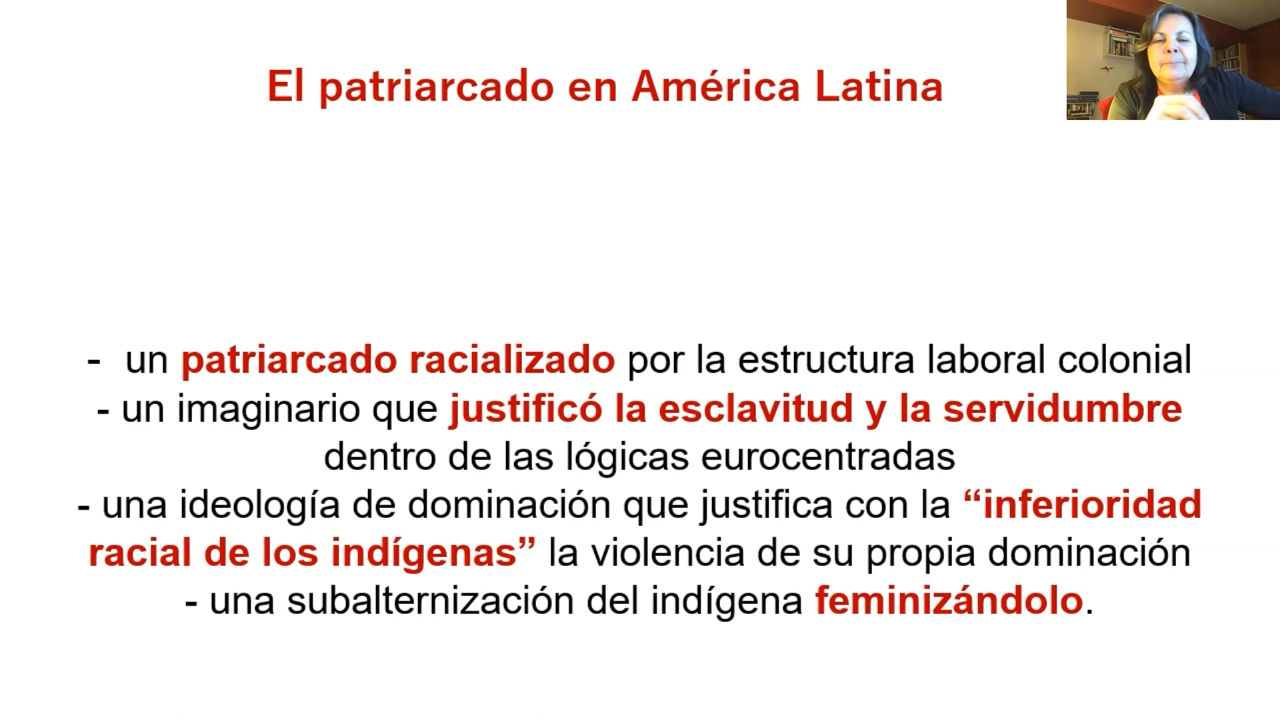 El patriarcado en América Latina
- un patriarcado racializado por la estructura laboral colonial
- un imaginario que justificó la esclavitud y la servidumbre
dentro de las lógicas eurocentradas
- una ideología de dominación que justifica con la “inferioridad
racial de los indígenas” la violencia de su propia dominación
- una subalternización del indígena feminizándolo.